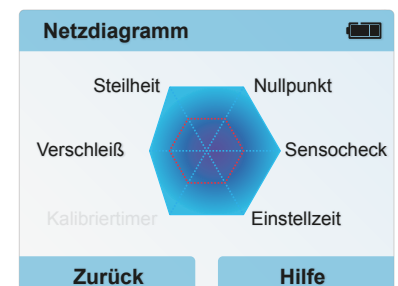 Netzdiagramm
Steilheit Nullpunkt
Verschleiß Sensocheck
Kalibriertimer Einstellzeit
Zurück Hilfe